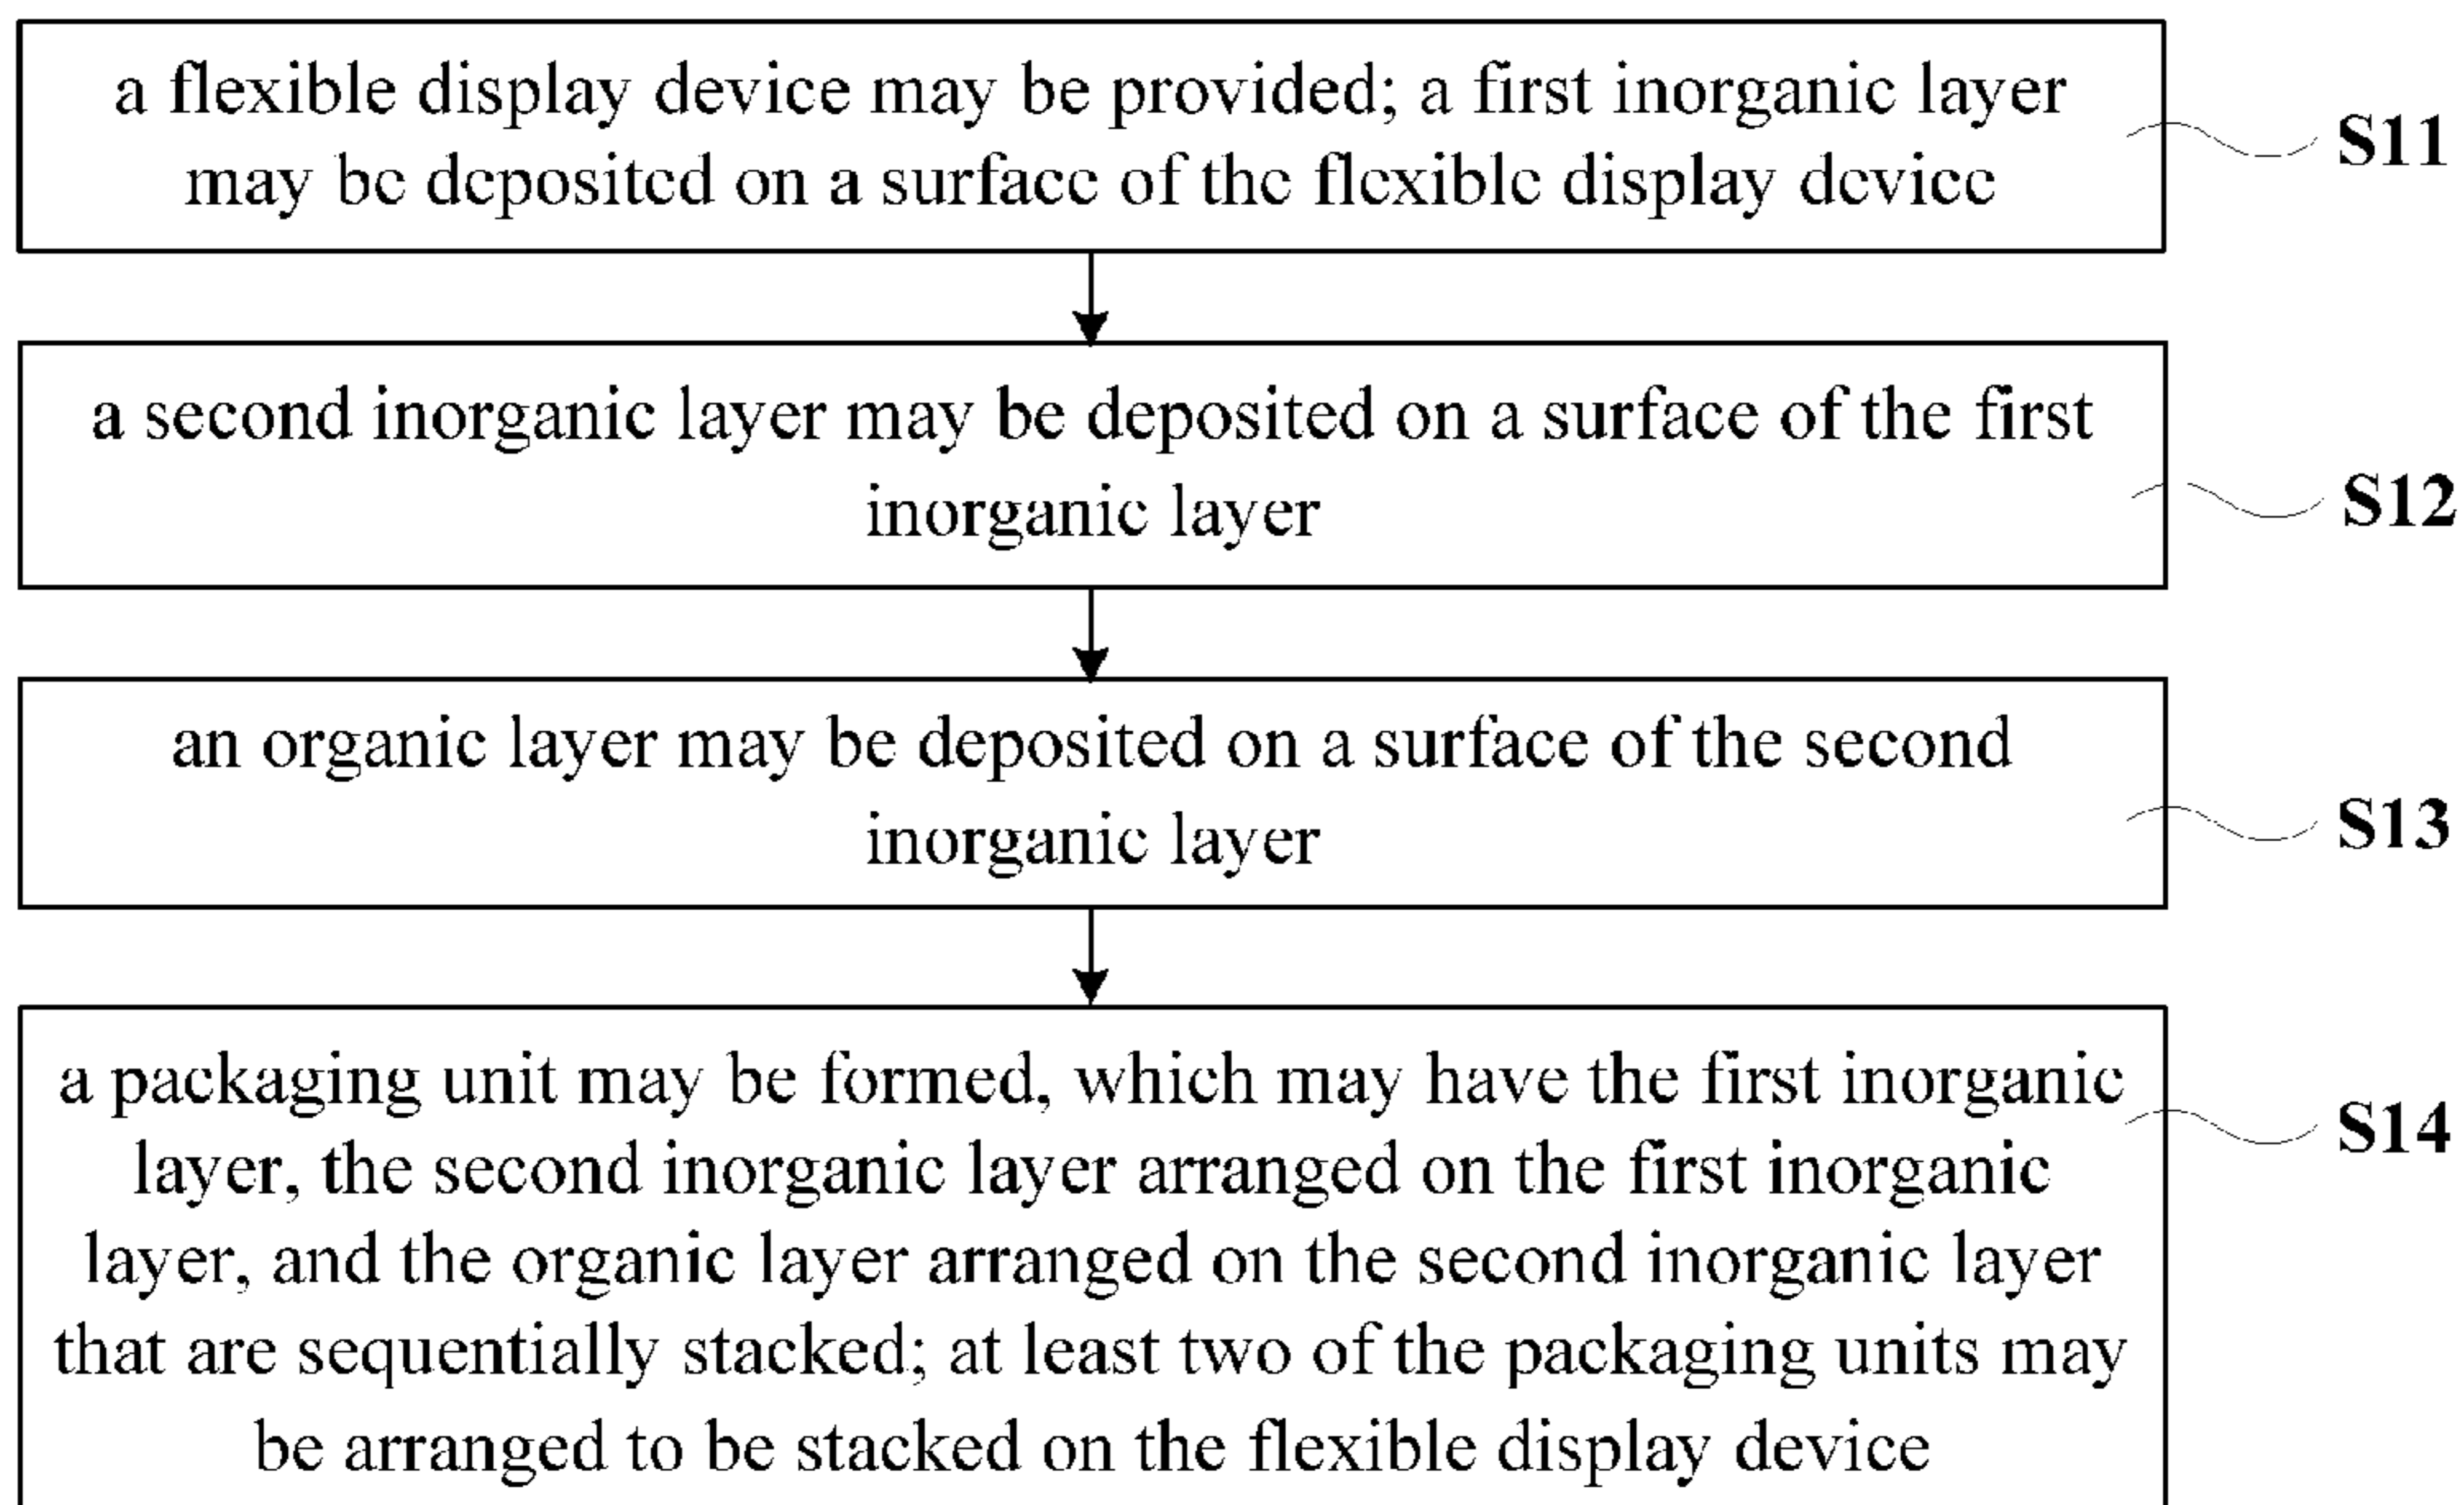 a flexible display device may be provided; a first inorganic layer
may be deposited on a surface of the flexible display device
S11
a second inorganic layer may be deposited on a surface of the first
inorganic layer
S12
an organic layer may be deposited on a surface of the second
inorganic layer
S13
a packaging unit may be formed, which may have the first inorganic
layer, the second inorganic layer arranged on the first inorganic
layer, and the organic layer arranged on the second inorganic layer
that are sequentially stacked; at least two of the packaging units may
be arranged to be stacked on the flexible display device
S14